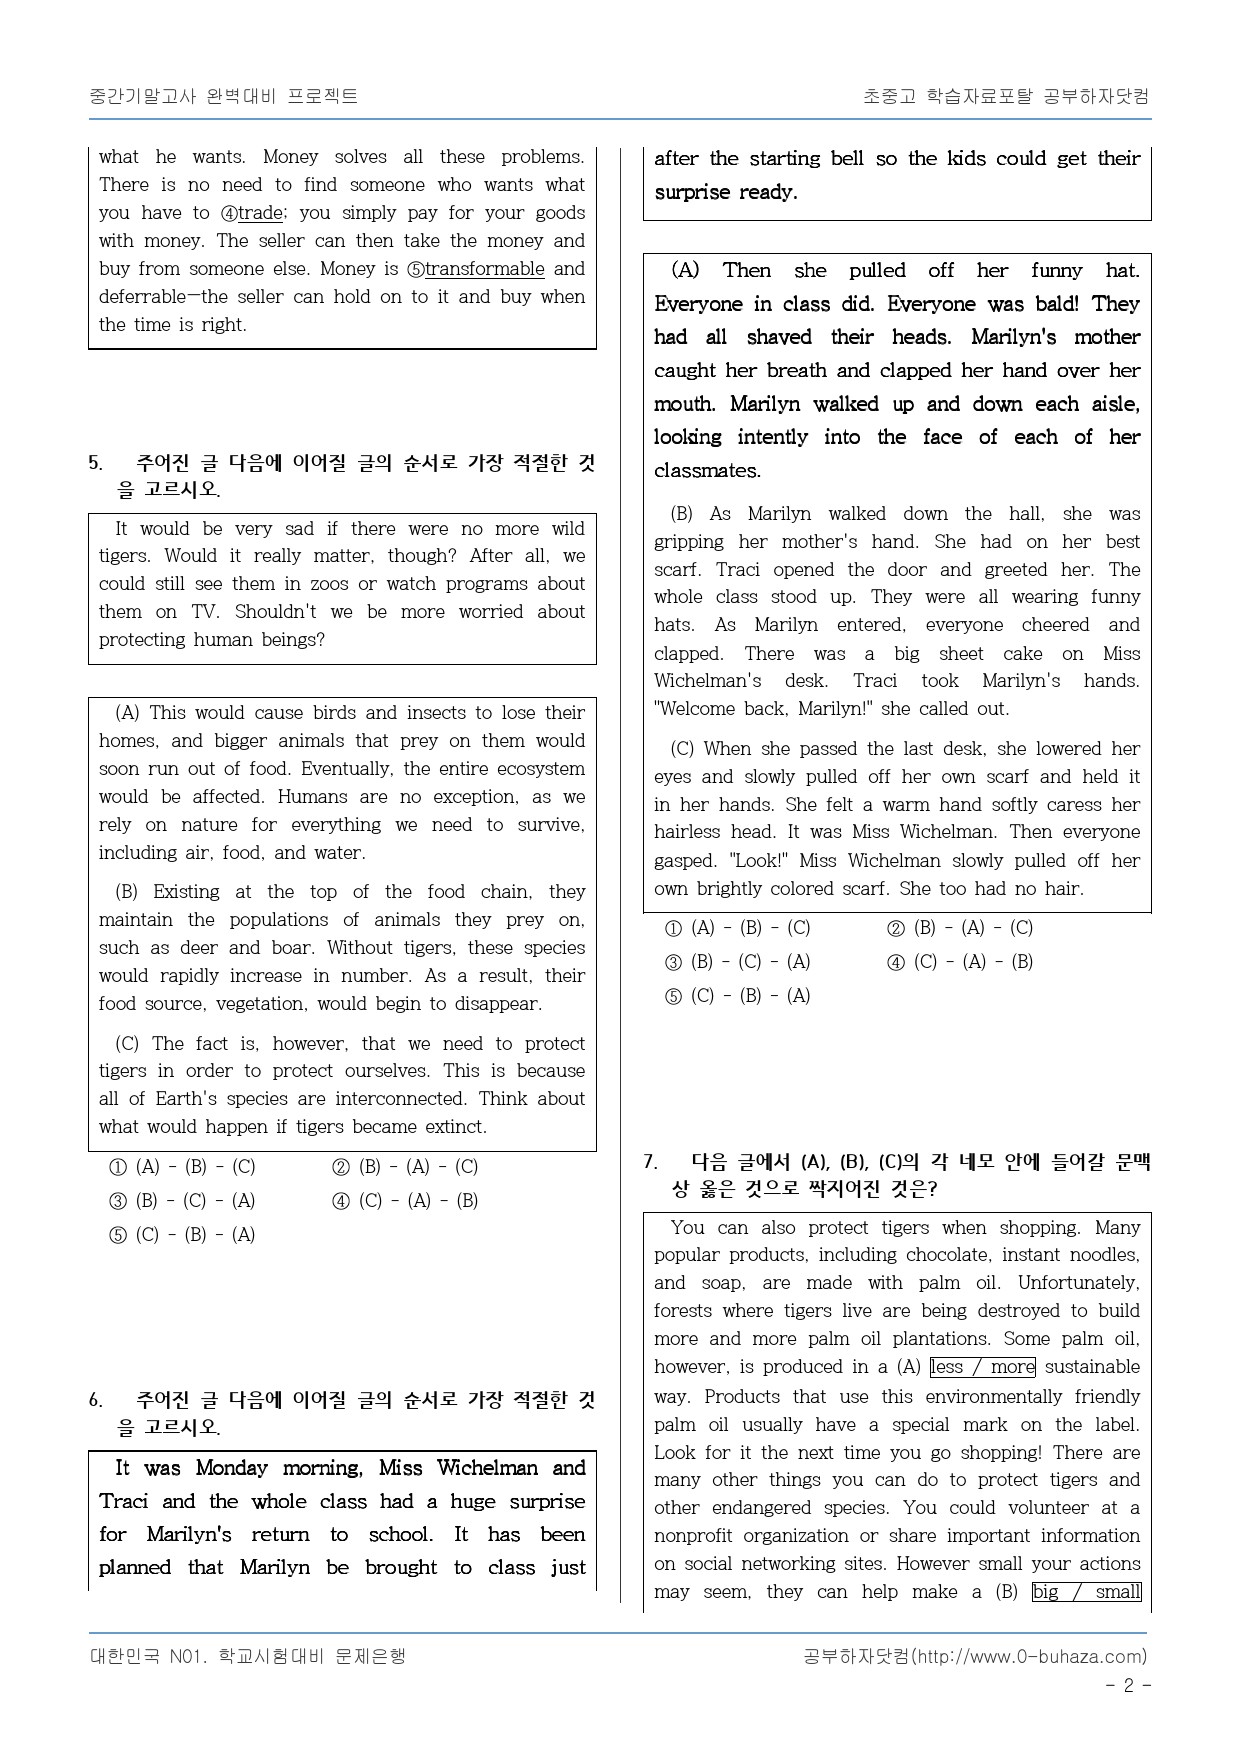 중간기말고사 완벽대비 프로젝트
초중고 학습자료포탈 공부하자닷컴
what he wants. Money solves all these problems.
There is no need to find someone who wants what
you have to ④trade; you simply pay for your goods
with money. The seller can then take the money and
buy from someone else. Money is ⑤transformable and
deferrable—the seller can hold on to it and buy when
the time is right.
5. 주어진 글 다음에 이어질 글의 순서로 가장 적절한 것
을 고르시오.
It would be very sad if there were no more wild
tigers. Would it really matter, though? After all, we
could still see them in zoos or watch programs about
them on TV. Shouldn't we be more worried about
protecting human beings?
(A) This would cause birds and insects to lose their
homes, and bigger animals that prey on them would
soon run out of food. Eventually, the entire ecosystem
would be affected. Humans are no exception, as we
rely on nature for everything we need to survive,
including air, food, and water.
(B) Existing at the top of the food chain, they
maintain the populations of animals they prey on,
such as deer and boar. Without tigers, these species
would rapidly increase in number. As a result, their
food source, vegetation, would begin to disappear.
(C) The fact is, however, that we need to protect
tigers in order to protect ourselves. This is because
all of Earth's species are interconnected. Think about
what would happen if tigers became extinct.
① (A) - (B) - (C) ② (B) - (A) - (C)
③ (B) - (C) - (A) ④ (C) - (A) - (B)
⑤ (C) - (B) - (A)
6. 주어진 글 다음에 이어질 글의 순서로 가장 적절한 것
을 고르시오.
It was Monday morning, Miss Wichelman and
Traci and the whole class had a huge surprise
for Marilyn's return to school. It has been
planned that Marilyn be brought to class just
after the starting bell so the kids could get their
surprise ready.
(A) Then she pulled off her funny hat.
Everyone in class did. Everyone was bald! They
had all shaved their heads. Marilyn's mother
caught her breath and clapped her hand over her
mouth. Marilyn walked up and down each aisle,
looking intently into the face of each of her
classmates.
(B) As Marilyn walked down the hall, she was
gripping her mother's hand. She had on her best
scarf. Traci opened the door and greeted her. The
whole class stood up. They were all wearing funny
hats. As Marilyn entered, everyone cheered and
clapped. There was a big sheet cake on Miss
Wichelman's desk. Traci took Marilyn's hands.
"Welcome back, Marilyn!" she called out.
(C) When she passed the last desk, she lowered her
eyes and slowly pulled off her own scarf and held it
in her hands. She felt a warm hand softly caress her
hairless head. It was Miss Wichelman. Then everyone
gasped. "Look!" Miss Wichelman slowly pulled off her
own brightly colored scarf. She too had no hair.
① (A) - (B) - (C) ② (B) - (A) - (C)
③ (B) - (C) - (A) ④ (C) - (A) - (B)
⑤ (C) - (B) - (A)
7. 다음 글에서 (A), (B), (C)의 각 네모 안에 들어갈 문맥
상 옳은 것으로 짝지어진 것은?
You can also protect tigers when shopping. Many
popular products, including chocolate, instant noodles,
and soap, are made with palm oil. Unfortunately,
forests where tigers live are being destroyed to build
more and more palm oil plantations. Some palm oil,
however, is produced in a (A) less / more sustainable
way. Products that use this environmentally friendly
palm oil usually have a special mark on the label.
Look for it the next time you go shopping! There are
many other things you can do to protect tigers and
other endangered species. You could volunteer at a
nonprofit organization or share important information
on social networking sites. However small your actions
may seem, they can help make a (B) big / small
대한민국 N01. 학교시험대비 문제은행
공부하자닷컴(http://www.0-buhaza.com)
- 2 -